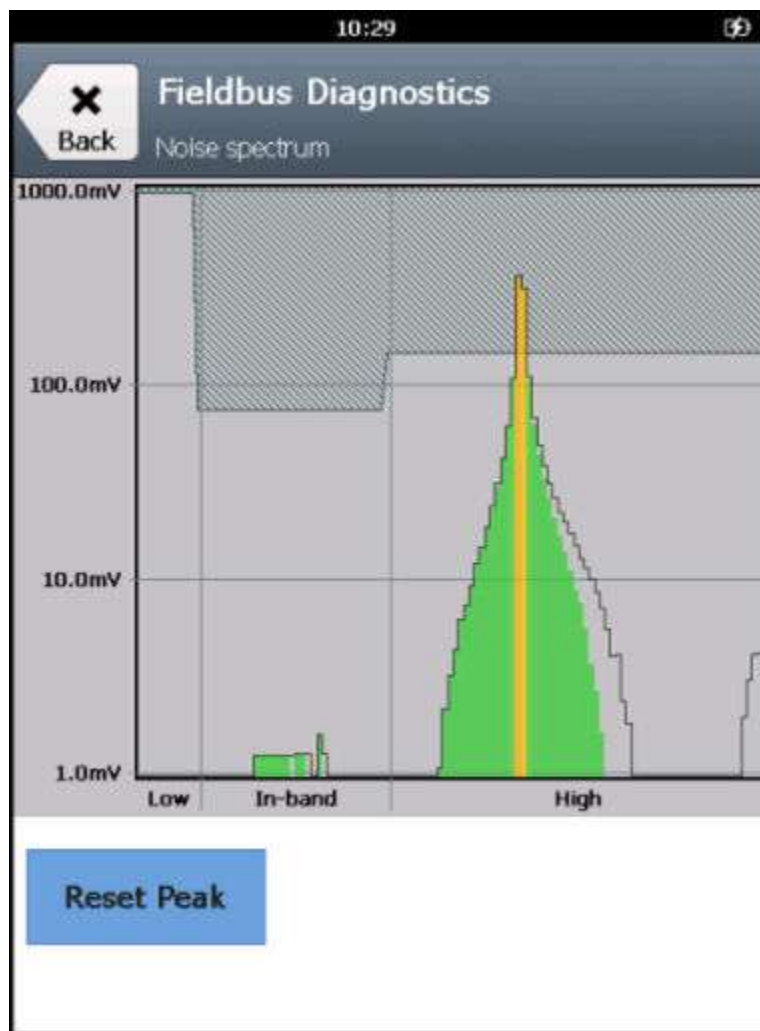 10:29
Fieldbus Diagnostics
Back
Noise spectrum
1000.0mV
100.0mV
10.0mV
1.0mV
Low In-band High
Reset Peak